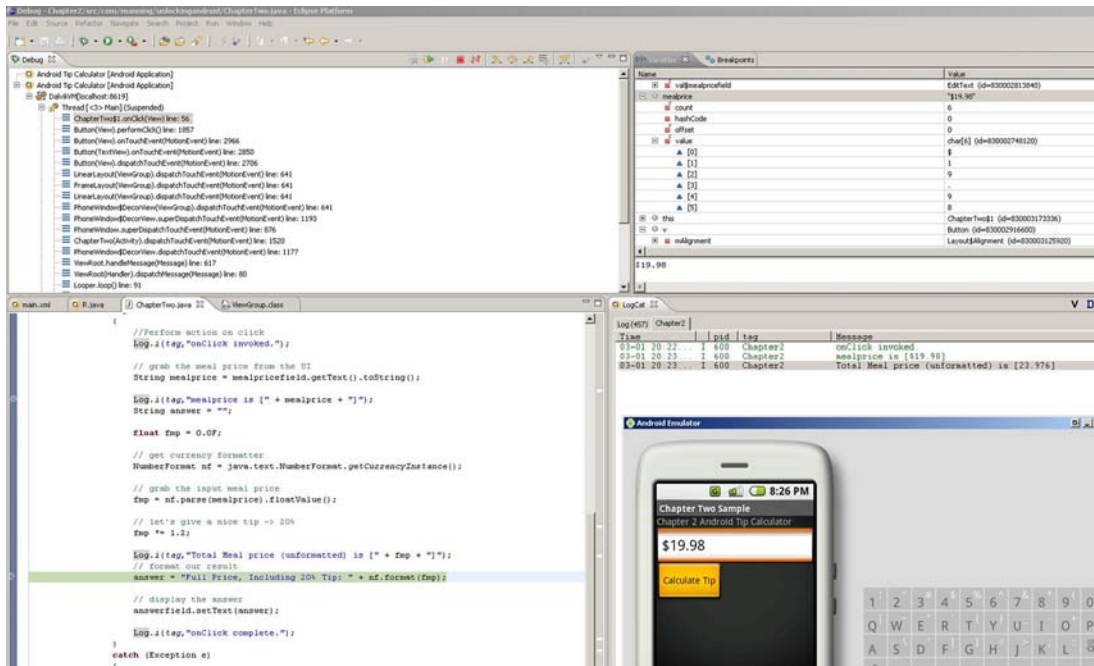 Debug - Chapter2/src/com/manning/unlockingandroid/ChapterTwo.java - Eclipse Platform
File Edit Source Refactor Navigate Search Project Run Window Help
Debug
Android Tip Calculator [Android Application]
Android Tip Calculator [Android Application]
DalvikVM[localhost:8619]
Thread [<3> Main] (Suspended)
ChapterTwo$1.onClick(View) line: 56
Button(View).performClick() line: 1857
Button(View).onTouchEvent(MotionEvent) line: 2966
Button(TextView).onTouchEvent(MotionEvent) line: 2850
Button(View).dispatchTouchEvent(MotionEvent) line: 2706
LinearLayout(ViewGroup).dispatchTouchEvent(MotionEvent) line: 641
FrameLayout(ViewGroup).dispatchTouchEvent(MotionEvent) line: 641
LinearLayout(ViewGroup).dispatchTouchEvent(MotionEvent) line: 641
PhoneWindow$DecorView(ViewGroup).dispatchTouchEvent(MotionEvent) line: 641
PhoneWindow$DecorView.superDispatchTouchEvent(MotionEvent) line: 1193
PhoneWindow.superDispatchTouchEvent(MotionEvent) line: 876
ChapterTwo(Activity).dispatchTouchEvent(MotionEvent) line: 1520
PhoneWindow$DecorView.dispatchTouchEvent(MotionEvent) line: 1177
ViewRoot.handleMessage(Message) line: 617
ViewRoot(Handler).dispatchMessage(Message) line: 80
Looper.loop() line: 91
Variables Breakpoints
Name Value
val$mealpricefield EditText (id=830002813840)
mealprice "$19.98"
count 6
hashCode 0
offset 0
value char[6] (id=830002748120)
[0] $
[1] 1
[2] 9
[3] .
[4] 9
[5] 8
this ChapterTwo$1 (id=830003173336)
v Button (id=830002916600)
mAlignment Layout$Alignment (id=830003125920)
$19.98
main.xml R.java ChapterTwo.java ViewGroup.class
{
//Perform action on click
Log.i(tag,"onClick invoked.");
// grab the meal price from the UI
String mealprice = mealpricefield.getText().toString();
Log.i(tag,"mealprice is [" + mealprice + "]");
String answer = "";
float fmp = 0.0F;
// get currency formatter
NumberFormat nf = java.text.NumberFormat.getCurrencyInstance();
// grab the input meal price
fmp = nf.parse(mealprice).floatValue();
// let's give a nice tip -> 20%
fmp *= 1.2;
Log.i(tag,"Total Meal price (unformatted) is [" + fmp + "]");
// format our result
answer = "Full Price, Including 20% Tip: " + nf.format(fmp);
// display the answer
answerfield.setText(answer);
Log.i(tag,"onClick complete.");
}
catch (Exception e)
{
LogCat V D
Log (457) Chapter2
Time pid tag Message
03-01 20:22... I 600 Chapter2 onClick invoked.
03-01 20:23... I 600 Chapter2 mealprice is [$19.98]
03-01 20:23... I 600 Chapter2 Total Meal price (unformatted) is [23.976]
Android Emulator
8:26 PM
Chapter Two Sample
Chapter 2 Android Tip Calculator
$19.98
Calculate Tip
1 2 3 4 5 6 7 8 9 0
Q W E R T Y U I O P
A S D F G H J K L